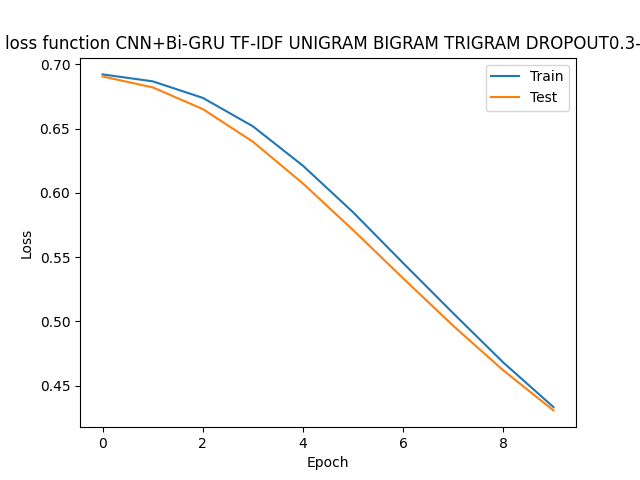 loss function CNN+Bi-GRU TF-IDF UNIGRAM BIGRAM TRIGRAM DROPOUT0.3-
Train
Test
0.70
0.65
0.60
0.55
0.50
0.45
Loss
0 2 4 6 8
Epoch